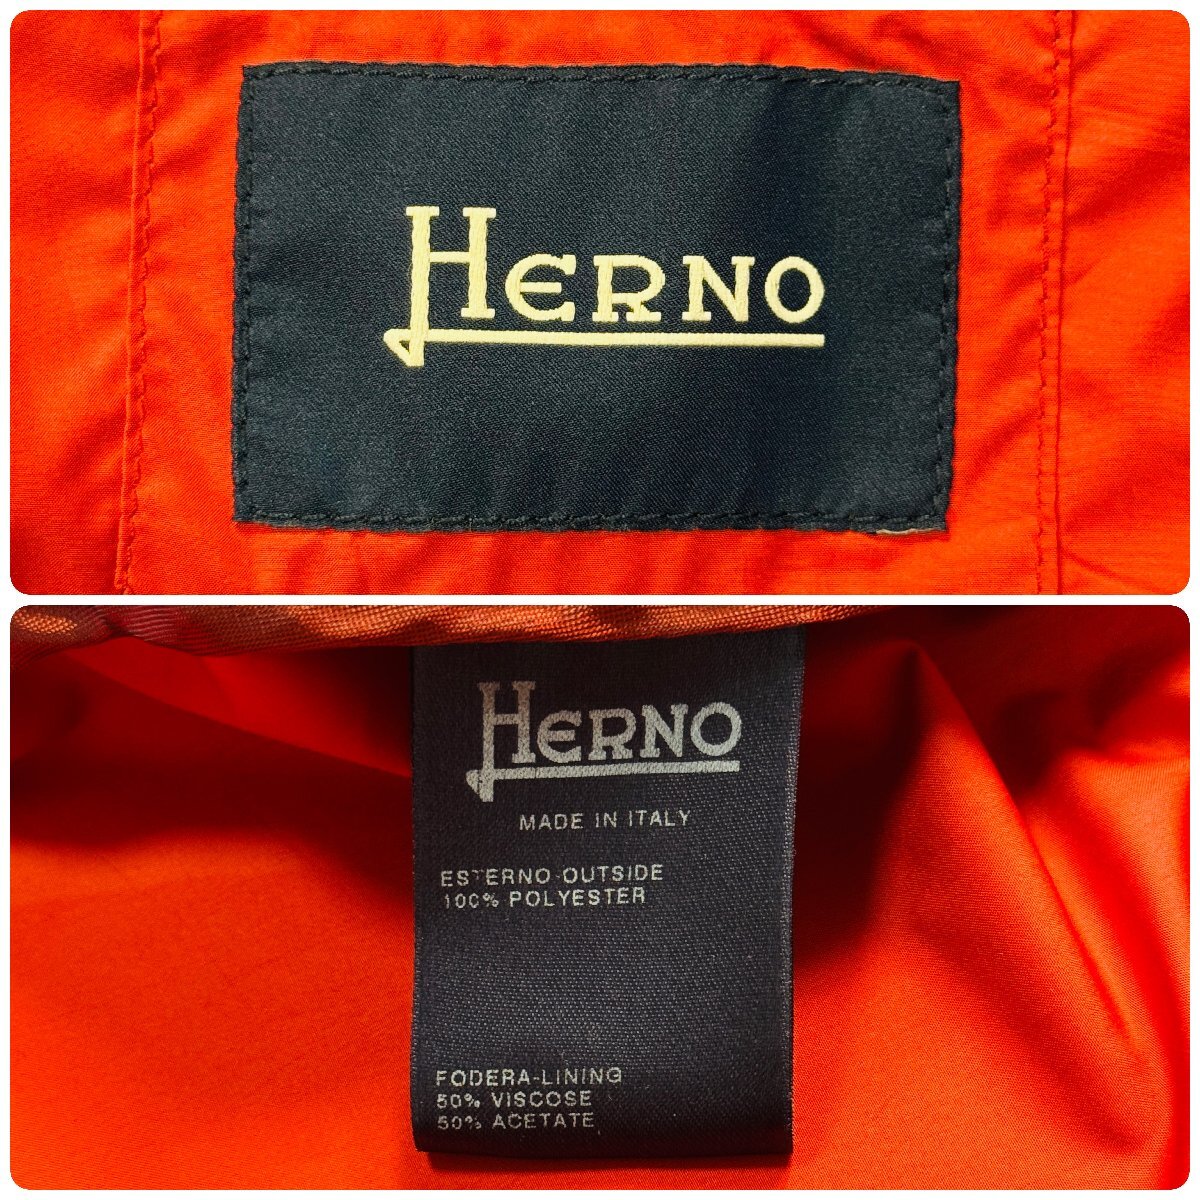 HERNO
HERNO
MADE IN ITALY
ESTERNO OUTSIDE
100% POLYESTER
FODERA-LINING
50% VISCOSE
50% ACETATE